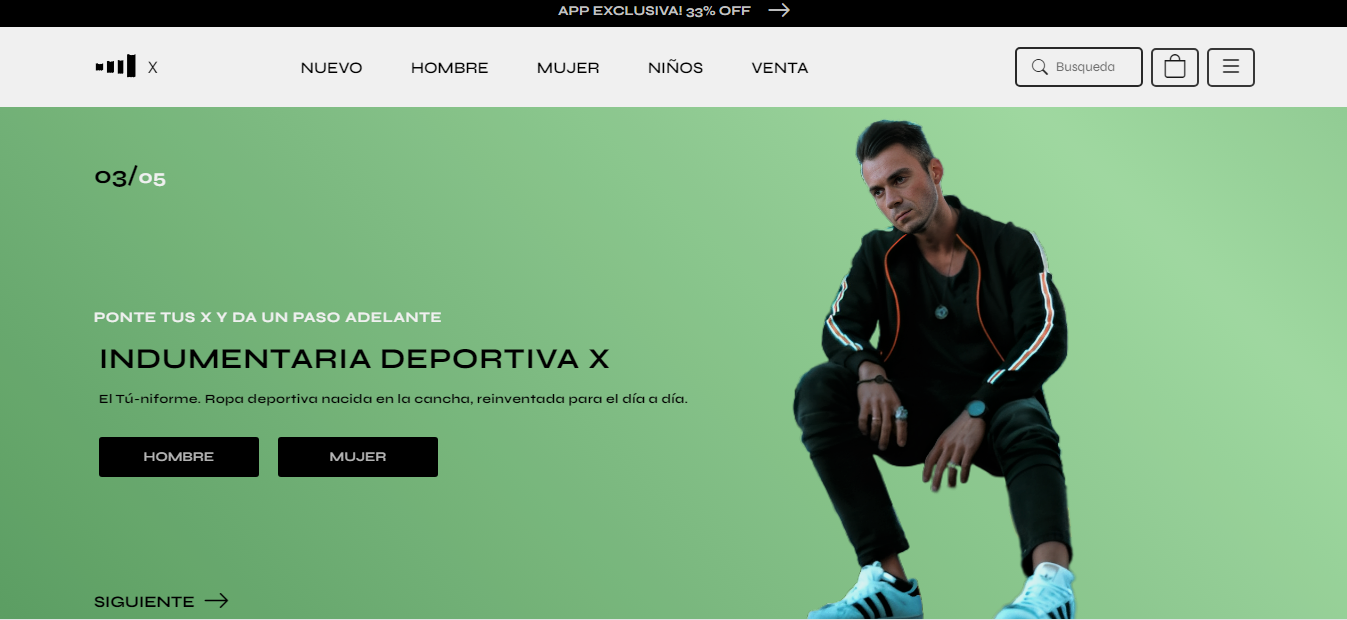 APP EXCLUSIVA! 33% OFF
X
NUEVO HOMBRE MUJER NIÑOS VENTA
Busqueda
03/05
PONTE TUS X Y DA UN PASO ADELANTE
INDUMENTARIA DEPORTIVA X
El Tú-niforme. Ropa deportiva nacida en la cancha, reinventada para el día a día.
HOMBRE MUJER
SIGUIENTE